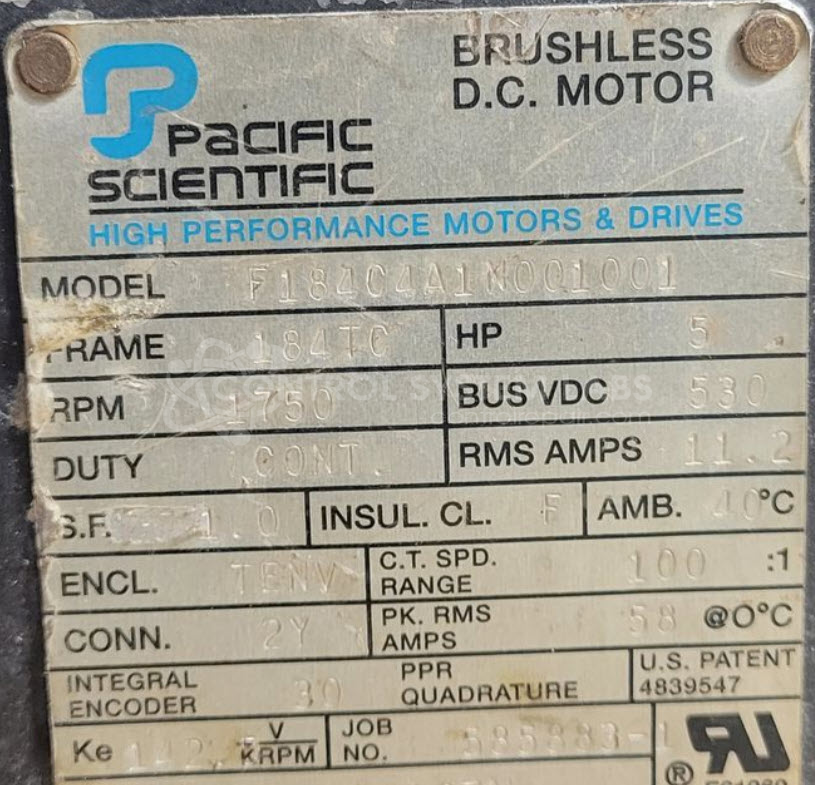 BRUSHLESS
D.C. MOTOR
PACIFIC
SCIENTIFIC
HIGH PERFORMANCE MOTORS & DRIVES
MODEL F184C4A1N001001
FRAME 184TC HP 5
RPM 1750 BUS VDC 530
DUTY CONT. RMS AMPS 11.2
S.F. 1.0 INSUL. CL. F AMB. 40°C
ENCL. TENV C.T. SPD. RANGE 100 :1
CONN. 2Y PK. RMS AMPS 58 @0°C
INTEGRAL ENCODER 30 PPR QUADRATURE U.S. PATENT 4839547
Ke V/KRPM JOB NO. 585883-1
®